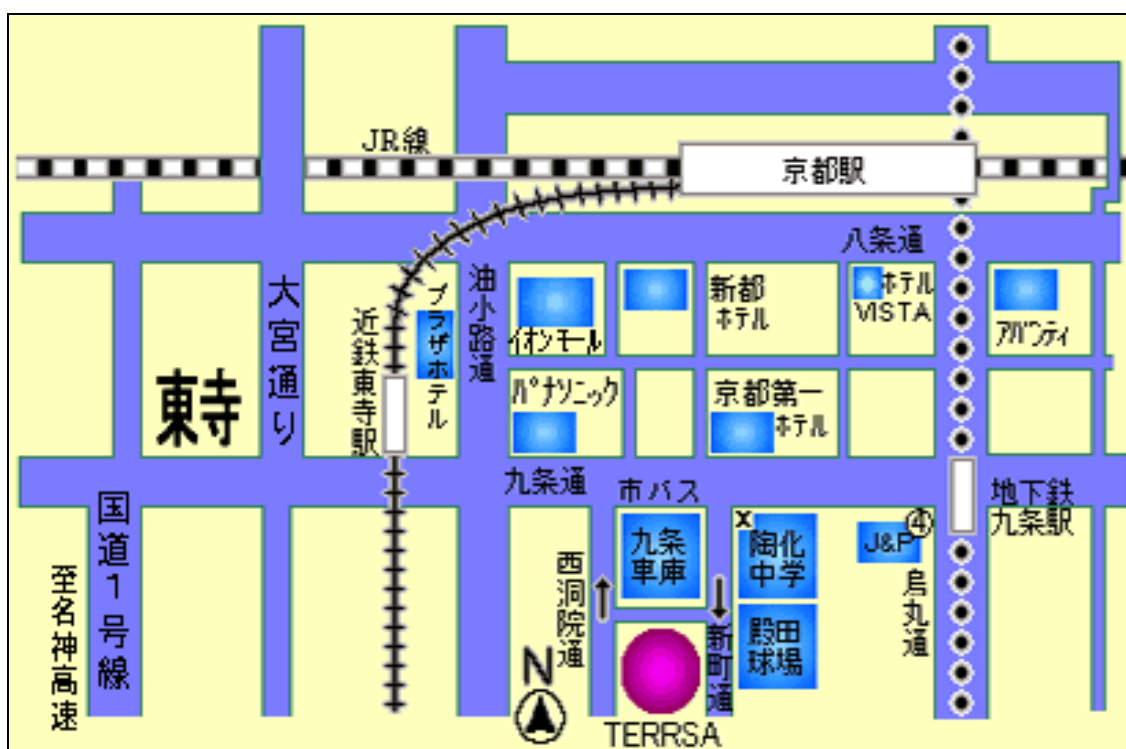 JR線
京都駅
八条通
大宮通り
近鉄東寺駅
プラザホテル
油小路通
イオンモール
新都
ホテル
ホテル
VISTA
アバンティ
東寺
パナソニック
京都第一
ホテル
九条通
市バス
地下鉄
九条駅
国道1号線
至名神高速
西洞院通
九条
車庫
x
陶化
中学
J&P
④
烏丸通
新町通
殿田
球場
N
TERRSA